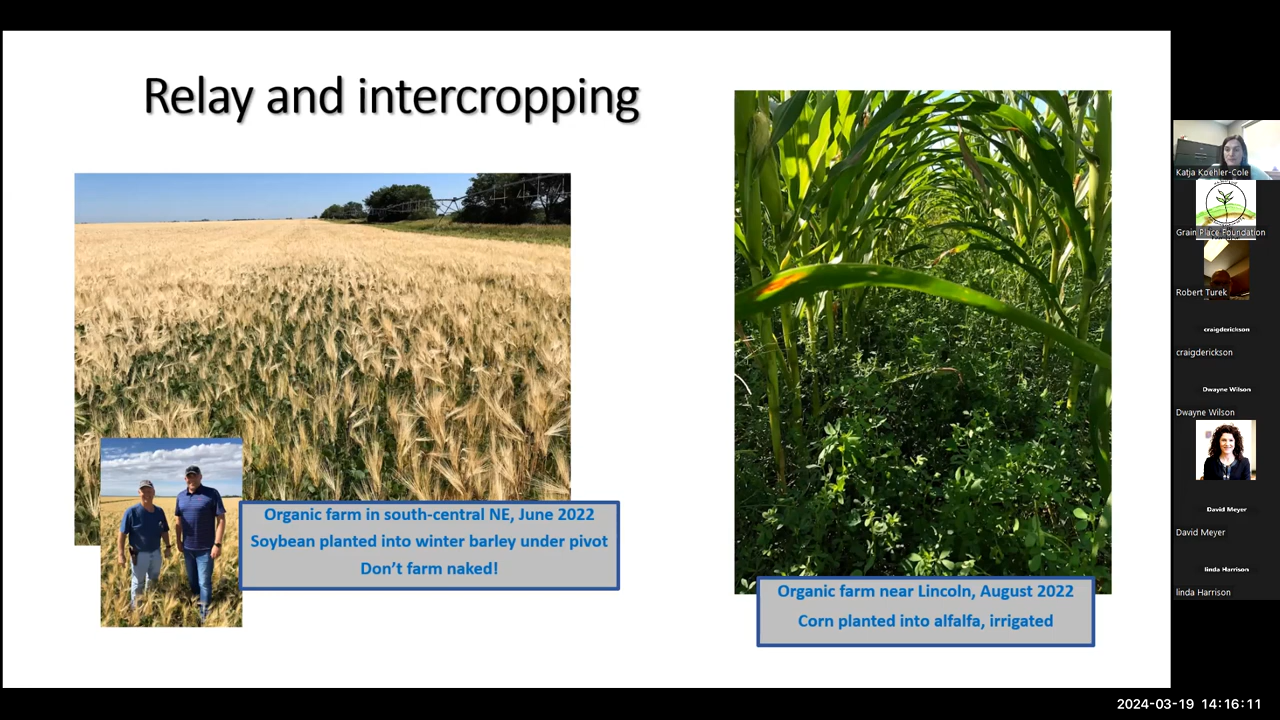 Relay and intercropping
Organic farm in south-central NE, June 2022
Soybean planted into winter barley under pivot
Don't farm naked!
Organic farm near Lincoln, August 2022
Corn planted into alfalfa, irrigated
Katja Koehler-Cole
Grain Place Foundation
Robert Turek
craigderickson
craigderickson
Dwayne Wilson
Dwayne Wilson
David Meyer
David Meyer
linda Harrison
linda Harrison
2024-03-19 14:16:11